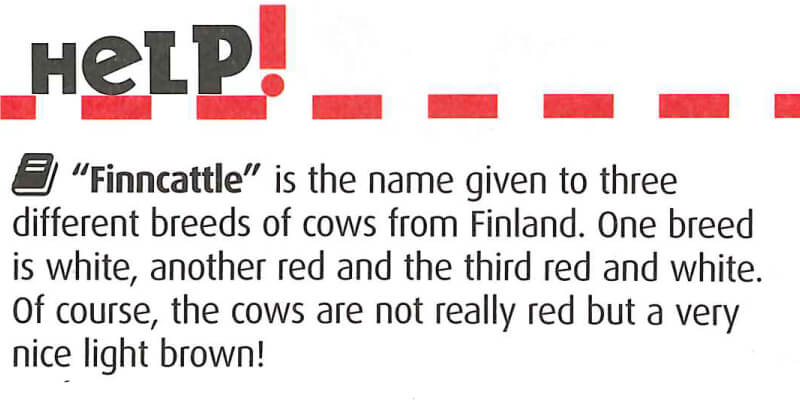 HeLP!
"Finncattle" is the name given to three
different breeds of cows from Finland. One breed
is white, another red and the third red and white.
Of course, the cows are not really red but a very
nice light brown!